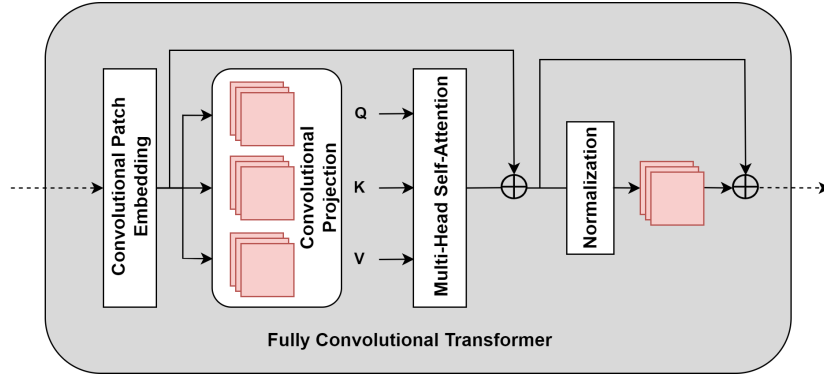 Convolutional Patch
Embedding
Convolutional
Projection
Q
K
V
Multi-Head Self-Attention
Normalization
Fully Convolutional Transformer